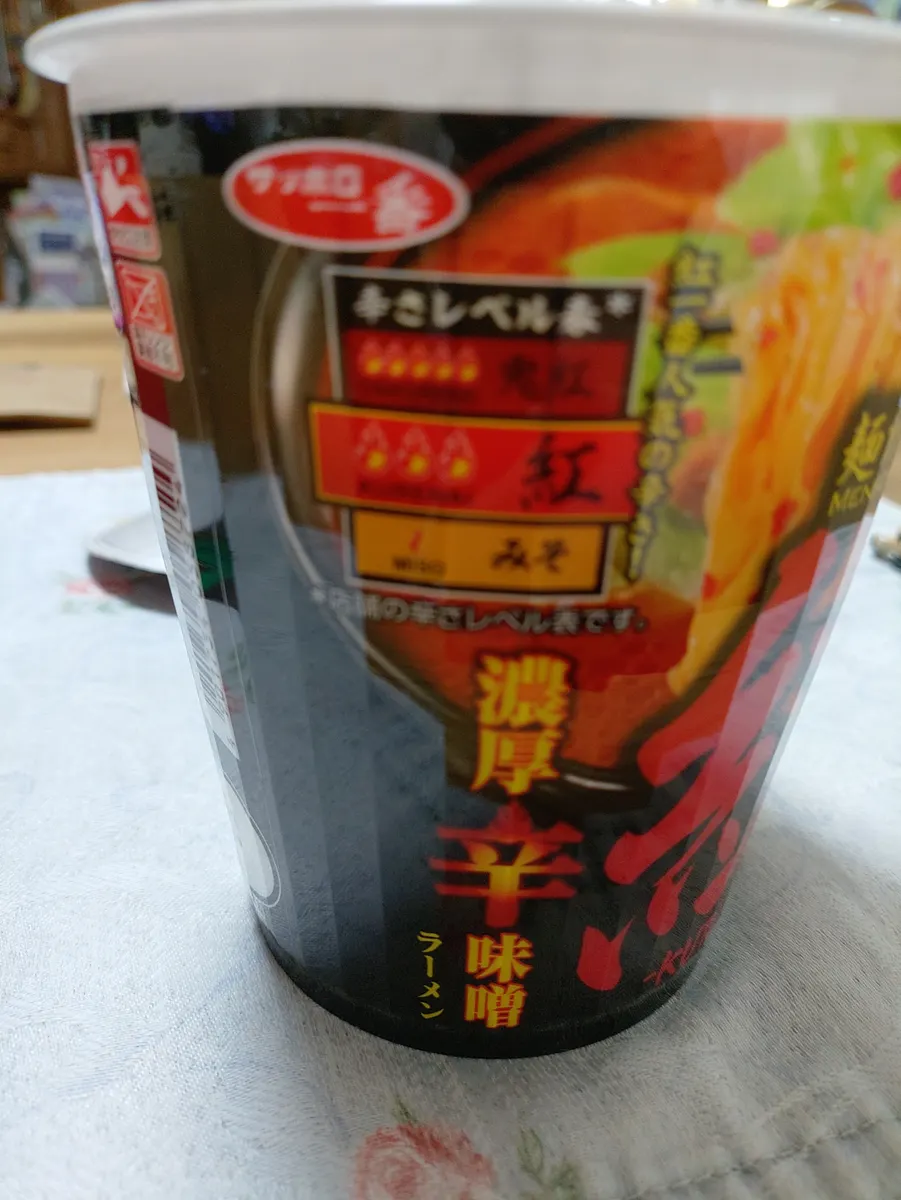 サッポロ
一番
辛さレベル表*
鬼紅
紅
みそ
MISO
*店舗の辛さレベル表です。
紅一番人気の辛さ!
麺
MEN
濃厚
辛
味噌
ラーメン